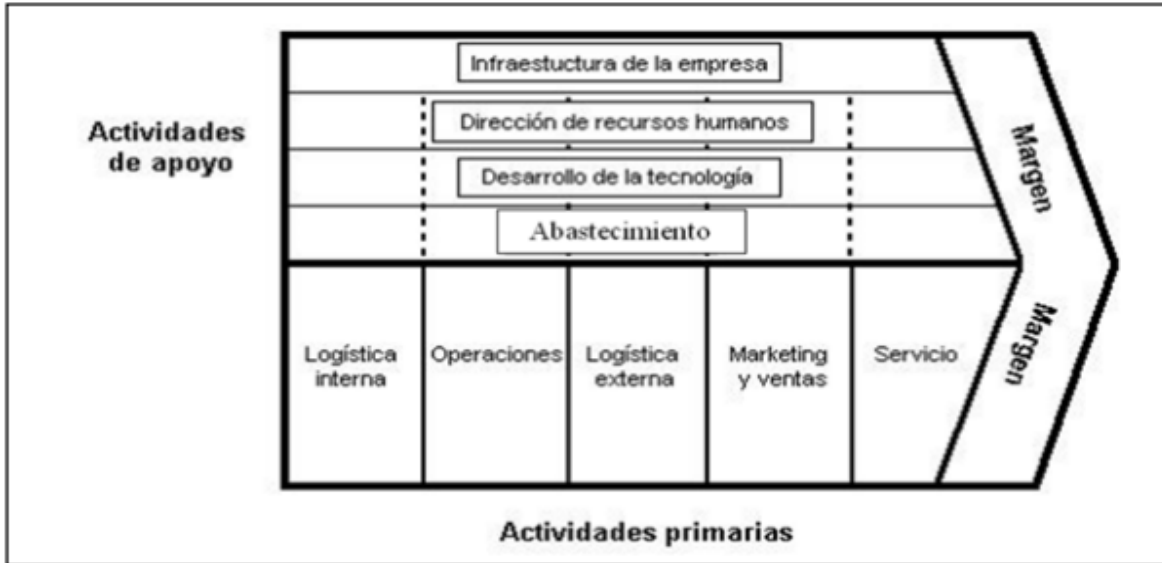 Infraestuctura de la empresa
Actividades
de apoyo
Dirección de recursos humanos
Desarrollo de la tecnología
Abastecimiento
Margen
Margen
Logística
interna
Operaciones
Logística
externa
Marketing
y ventas
Servicio
Actividades primarias